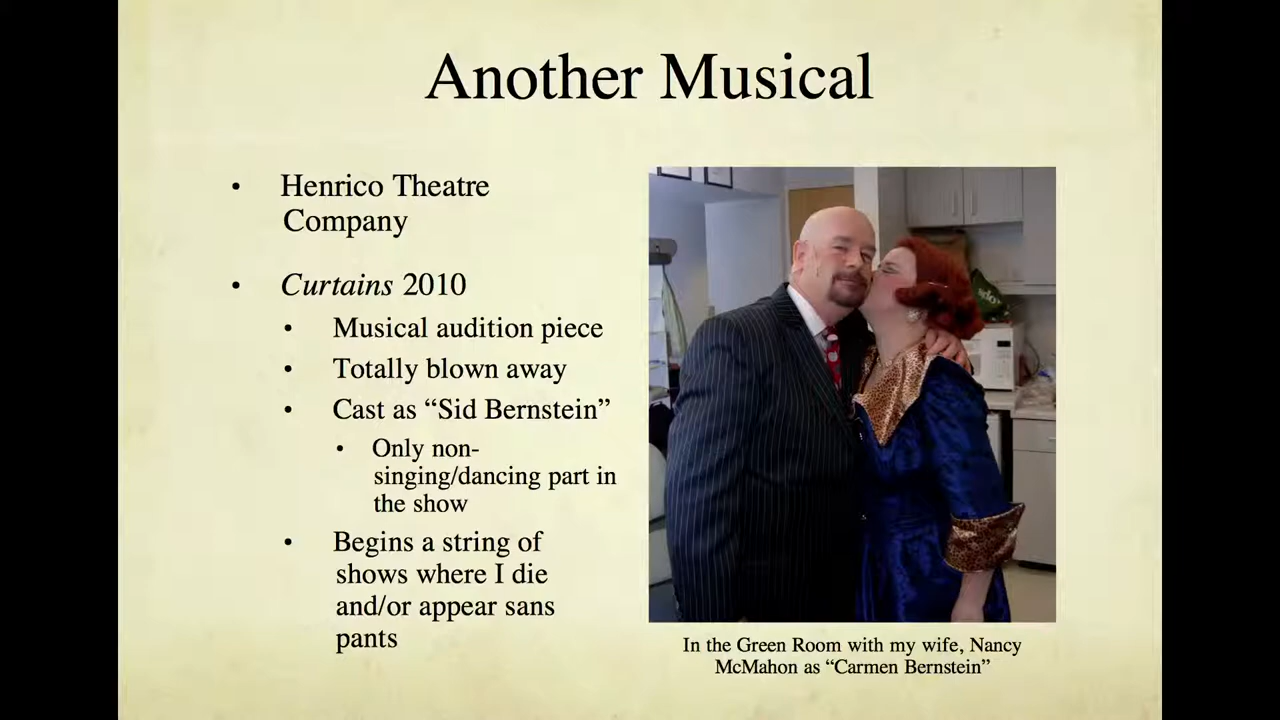 Another Musical
• Henrico Theatre
Company
• Curtains 2010
• Musical audition piece
• Totally blown away
• Cast as “Sid Bernstein”
• Only non-
singing/dancing part in
the show
• Begins a string of
shows where I die
and/or appear sans
pants
In the Green Room with my wife, Nancy
McMahon as “Carmen Bernstein”